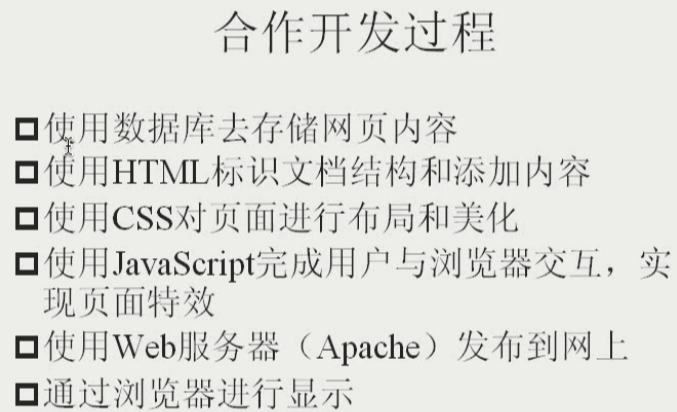 合作开发过程
使用数据库去存储网页内容
使用HTML标识文档结构和添加内容
使用CSS对页面进行布局和美化
使用JavaScript完成用户与浏览器交互，实
现页面特效
使用Web服务器（Apache）发布到网上
通过浏览器进行显示